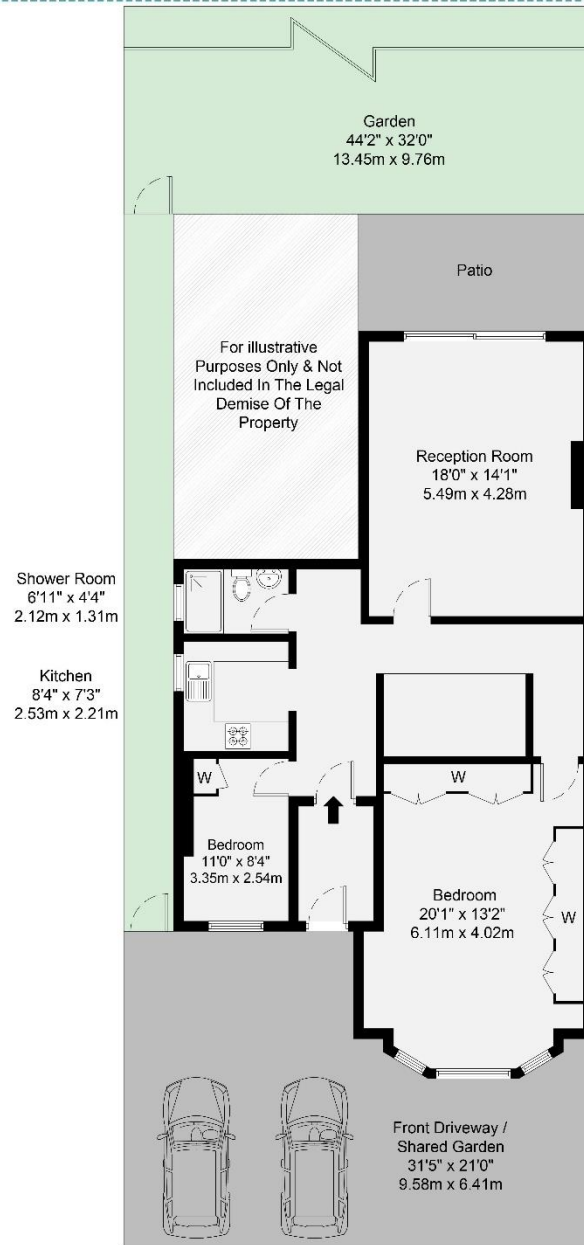 Garden
44'2" x 32'0"
13.45m x 9.76m
Patio
For illustrative
Purposes Only & Not
Included In The Legal
Demise Of The
Property
Reception Room
18'0" x 14'1"
5.49m x 4.28m
Shower Room
6'11" x 4'4"
2.12m x 1.31m
Kitchen
8'4" x 7'3"
2.53m x 2.21m
W
W
Bedroom
11'0" x 8'4"
3.35m x 2.54m
Bedroom
20'1" x 13'2"
6.11m x 4.02m
W
Front Driveway /
Shared Garden
31'5" x 21'0"
9.58m x 6.41m